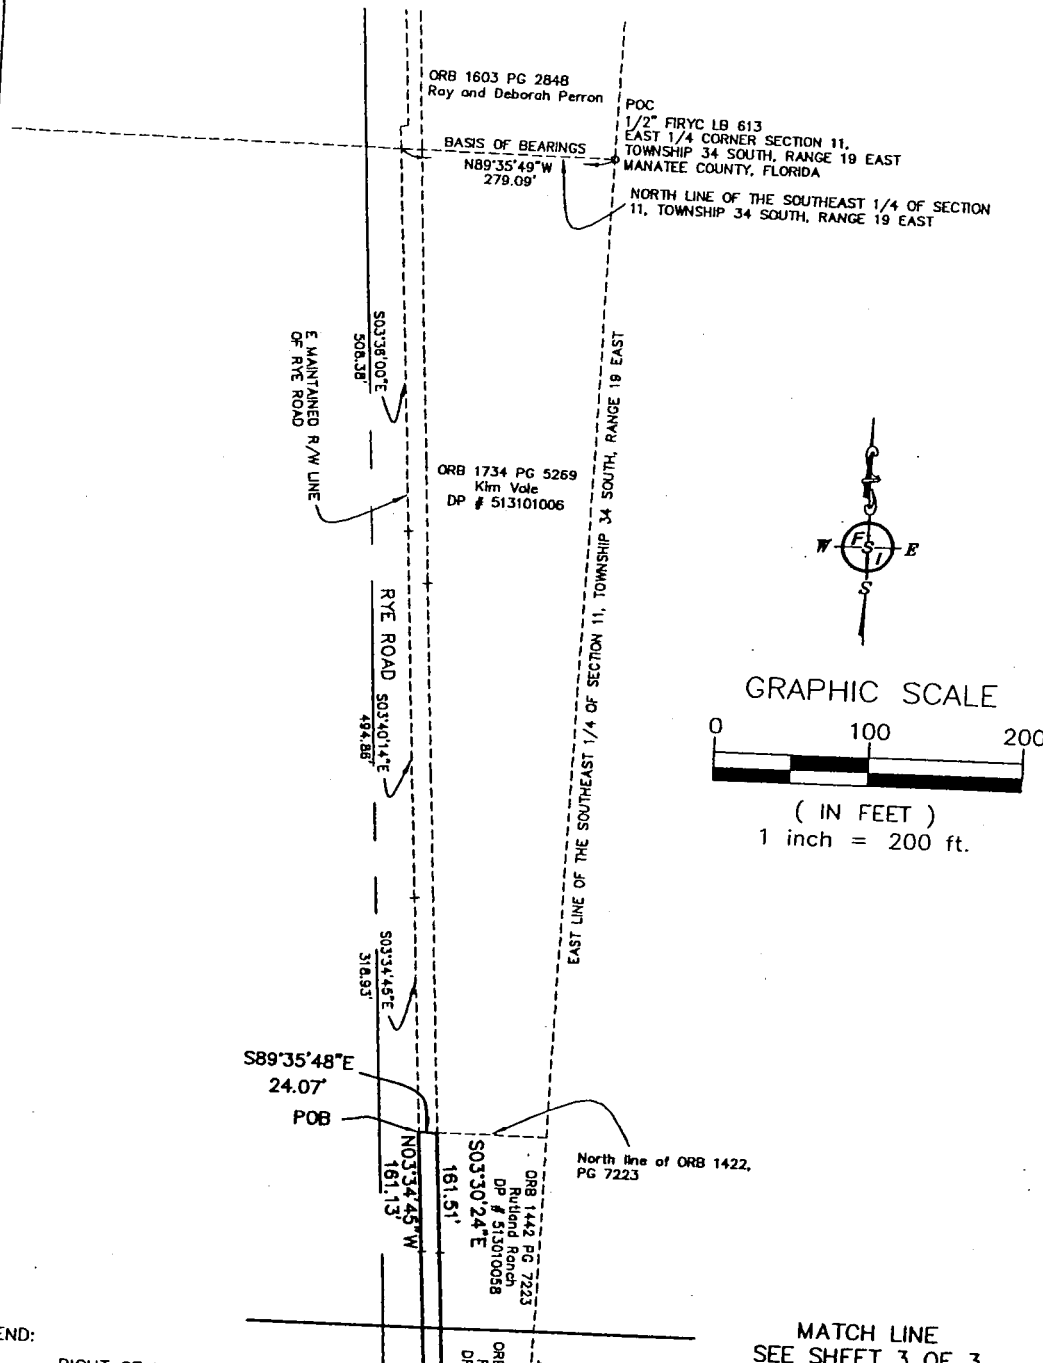 ORB 1603 PG 2848
Ray and Deborah Perron
POC
1/2" FIRYC LB 613
EAST 1/4 CORNER SECTION 11,
TOWNSHIP 34 SOUTH, RANGE 19 EAST
MANATEE COUNTY, FLORIDA
BASIS OF BEARINGS
N89°35'49"W
279.09'
NORTH LINE OF THE SOUTHEAST 1/4 OF SECTION
11, TOWNSHIP 34 SOUTH, RANGE 19 EAST
S03°38'00"E
508.38'
E MAINTAINED R/W LINE
OF RYE ROAD
EAST LINE OF THE SOUTHEAST 1/4 OF SECTION 11, TOWNSHIP 34 SOUTH, RANGE 19 EAST
ORB 1734 PG 5269
Kim Vole
DP # 513101006
W F S I E
S
RYE ROAD
S03°40'14"E
494.86'
GRAPHIC SCALE
0 100 200
( IN FEET )
1 inch = 200 ft.
S03°34'45"E
318.93'
S89°35'48"E
24.07'
POB
North line of ORB 1422,
PG 7223
N03°34'45"W
161.13'
S03°30'24"E
161.51'
ORB 1442 PG 7223
Rutland Ranch
DP # 513010058
MATCH LINE
SEE SHEET 3 OF 3
END: